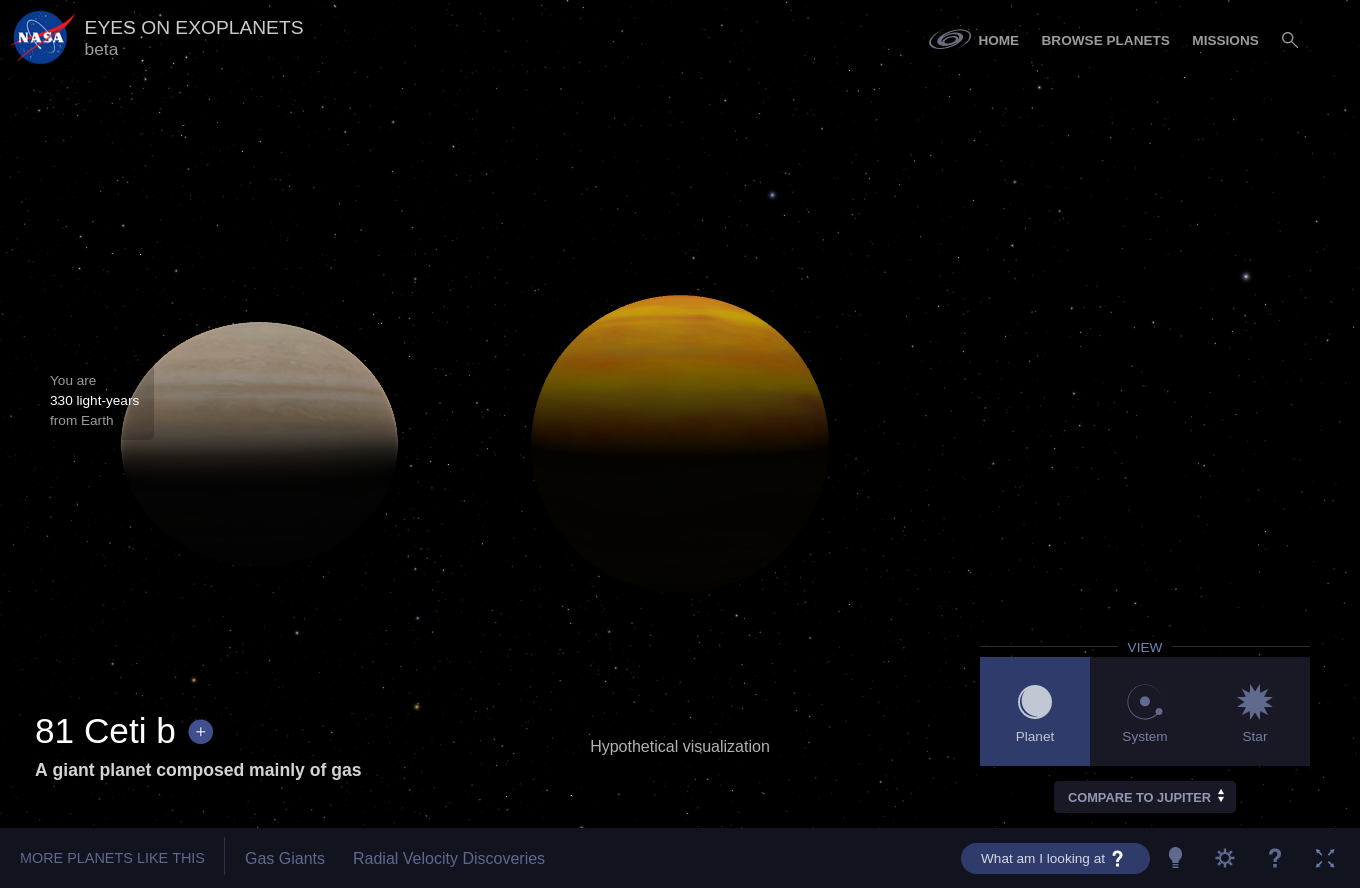 NASA
EYES ON EXOPLANETS
beta
HOME
BROWSE PLANETS
MISSIONS
You are
330 light-years
from Earth
VIEW
Planet
System
Star
81 Ceti b +
A giant planet composed mainly of gas
Hypothetical visualization
COMPARE TO JUPITER
MORE PLANETS LIKE THIS
Gas Giants
Radial Velocity Discoveries
What am I looking at ?
?